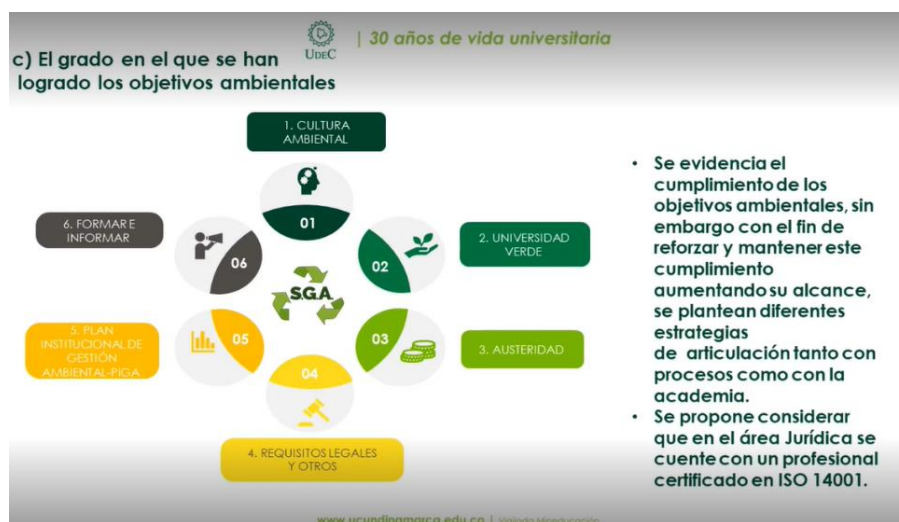 UDEC
| 30 años de vida universitaria
c) El grado en el que se han
logrado los objetivos ambientales
1. CULTURA
AMBIENTAL
01
2. UNIVERSIDAD
VERDE
02
3. AUSTERIDAD
03
4. REQUISITOS LEGALES
Y OTROS
04
5. PLAN
INSTITUCIONAL DE
GESTIÓN
AMBIENTAL-PIGA
05
6. FORMAR E
INFORMAR
06
S.G.A.
• Se evidencia el
cumplimiento de los
objetivos ambientales, sin
embargo con el fin de
reforzar y mantener este
cumplimiento
aumentando su alcance,
se plantean diferentes
estrategias
de articulación tanto con
procesos como con la
academia.
• Se propone considerar
que en el área Jurídica se
cuente con un profesional
certificado en ISO 14001.
www.ucundinamarca.edu.co | Vigilada Mineducación